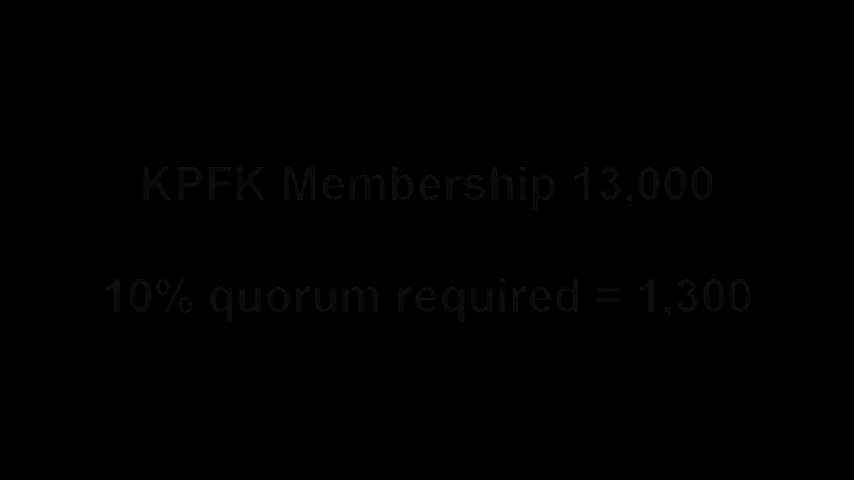 KPFK Membership 13,000
10% quorum required = 1,300